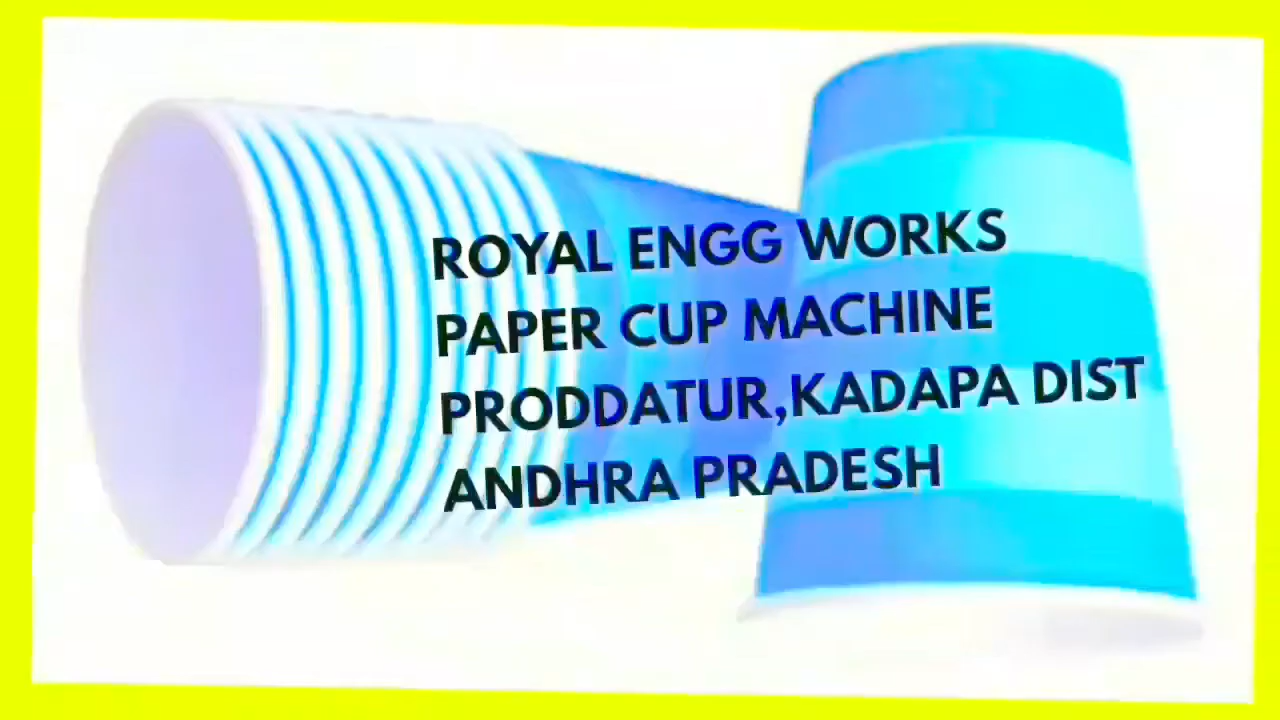 ROYAL ENGG WORKS
PAPER CUP MACHINE
PRODDATUR,KADAPA DIST
ANDHRA PRADESH